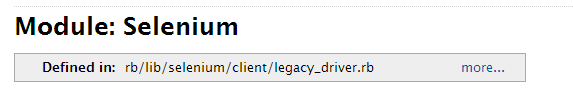 Module: Selenium
Defined in: rb/lib/selenium/client/legacy_driver.rb more...